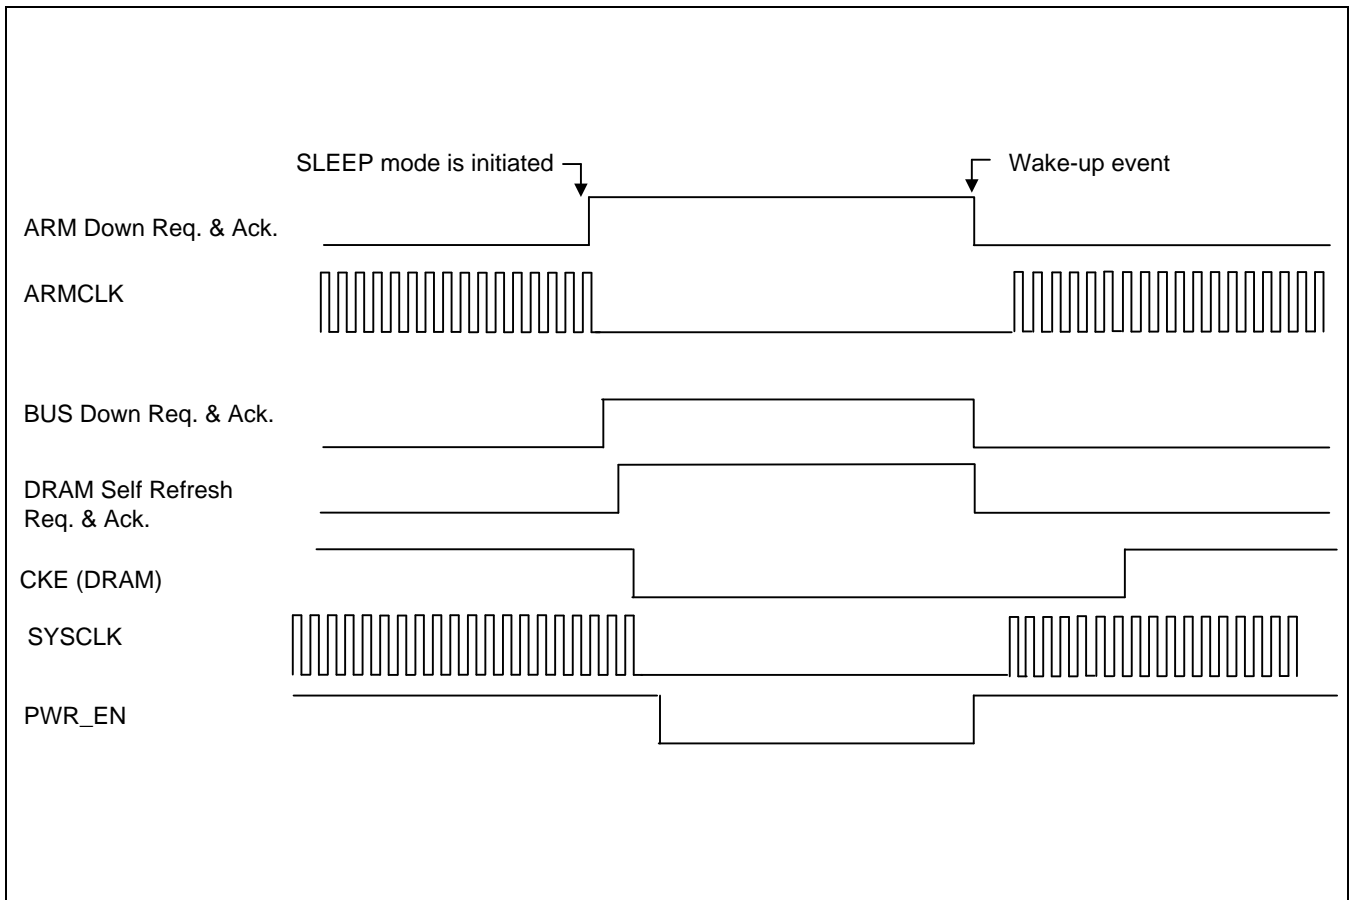 SLEEP mode is initiated
Wake-up event
ARM Down Req. & Ack.
ARMCLK
BUS Down Req. & Ack.
DRAM Self Refresh
Req. & Ack.
CKE (DRAM)
SYSCLK
PWR_EN